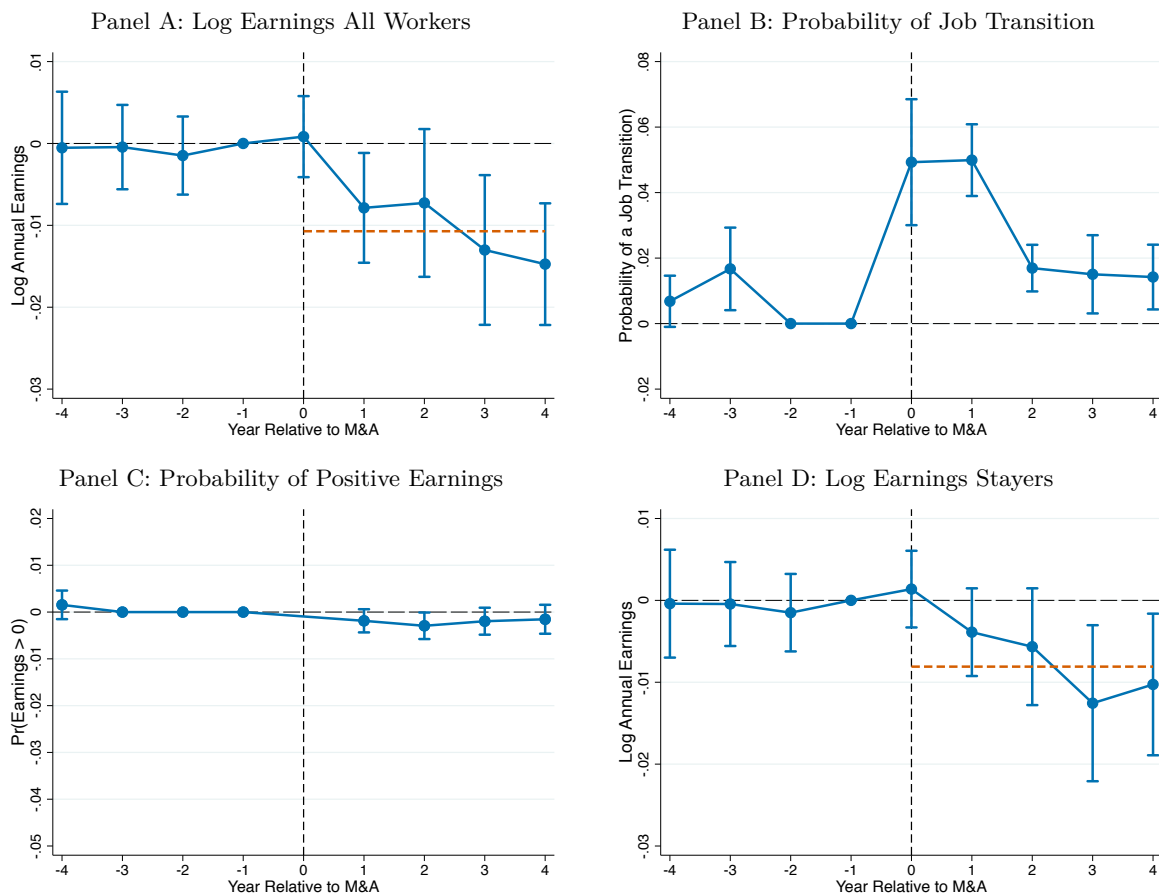 Panel A: Log Earnings All Workers
Log Annual Earnings
.01
0
-.01
-.02
-.03
-4 -3 -2 -1 0 1 2 3 4
Year Relative to M&A
Panel B: Probability of Job Transition
Probability of a Job Transition)
.08
.06
.04
.02
0
-.02
-4 -3 -2 -1 0 1 2 3 4
Year Relative to M&A
Panel C: Probability of Positive Earnings
Pr(Earnings > 0)
.02
.01
0
-.01
-.02
-.03
-.04
-.05
-4 -3 -2 -1 0 1 2 3 4
Year Relative to M&A
Panel D: Log Earnings Stayers
Log Annual Earnings
.01
0
-.01
-.02
-.03
-4 -3 -2 -1 0 1 2 3 4
Year Relative to M&A